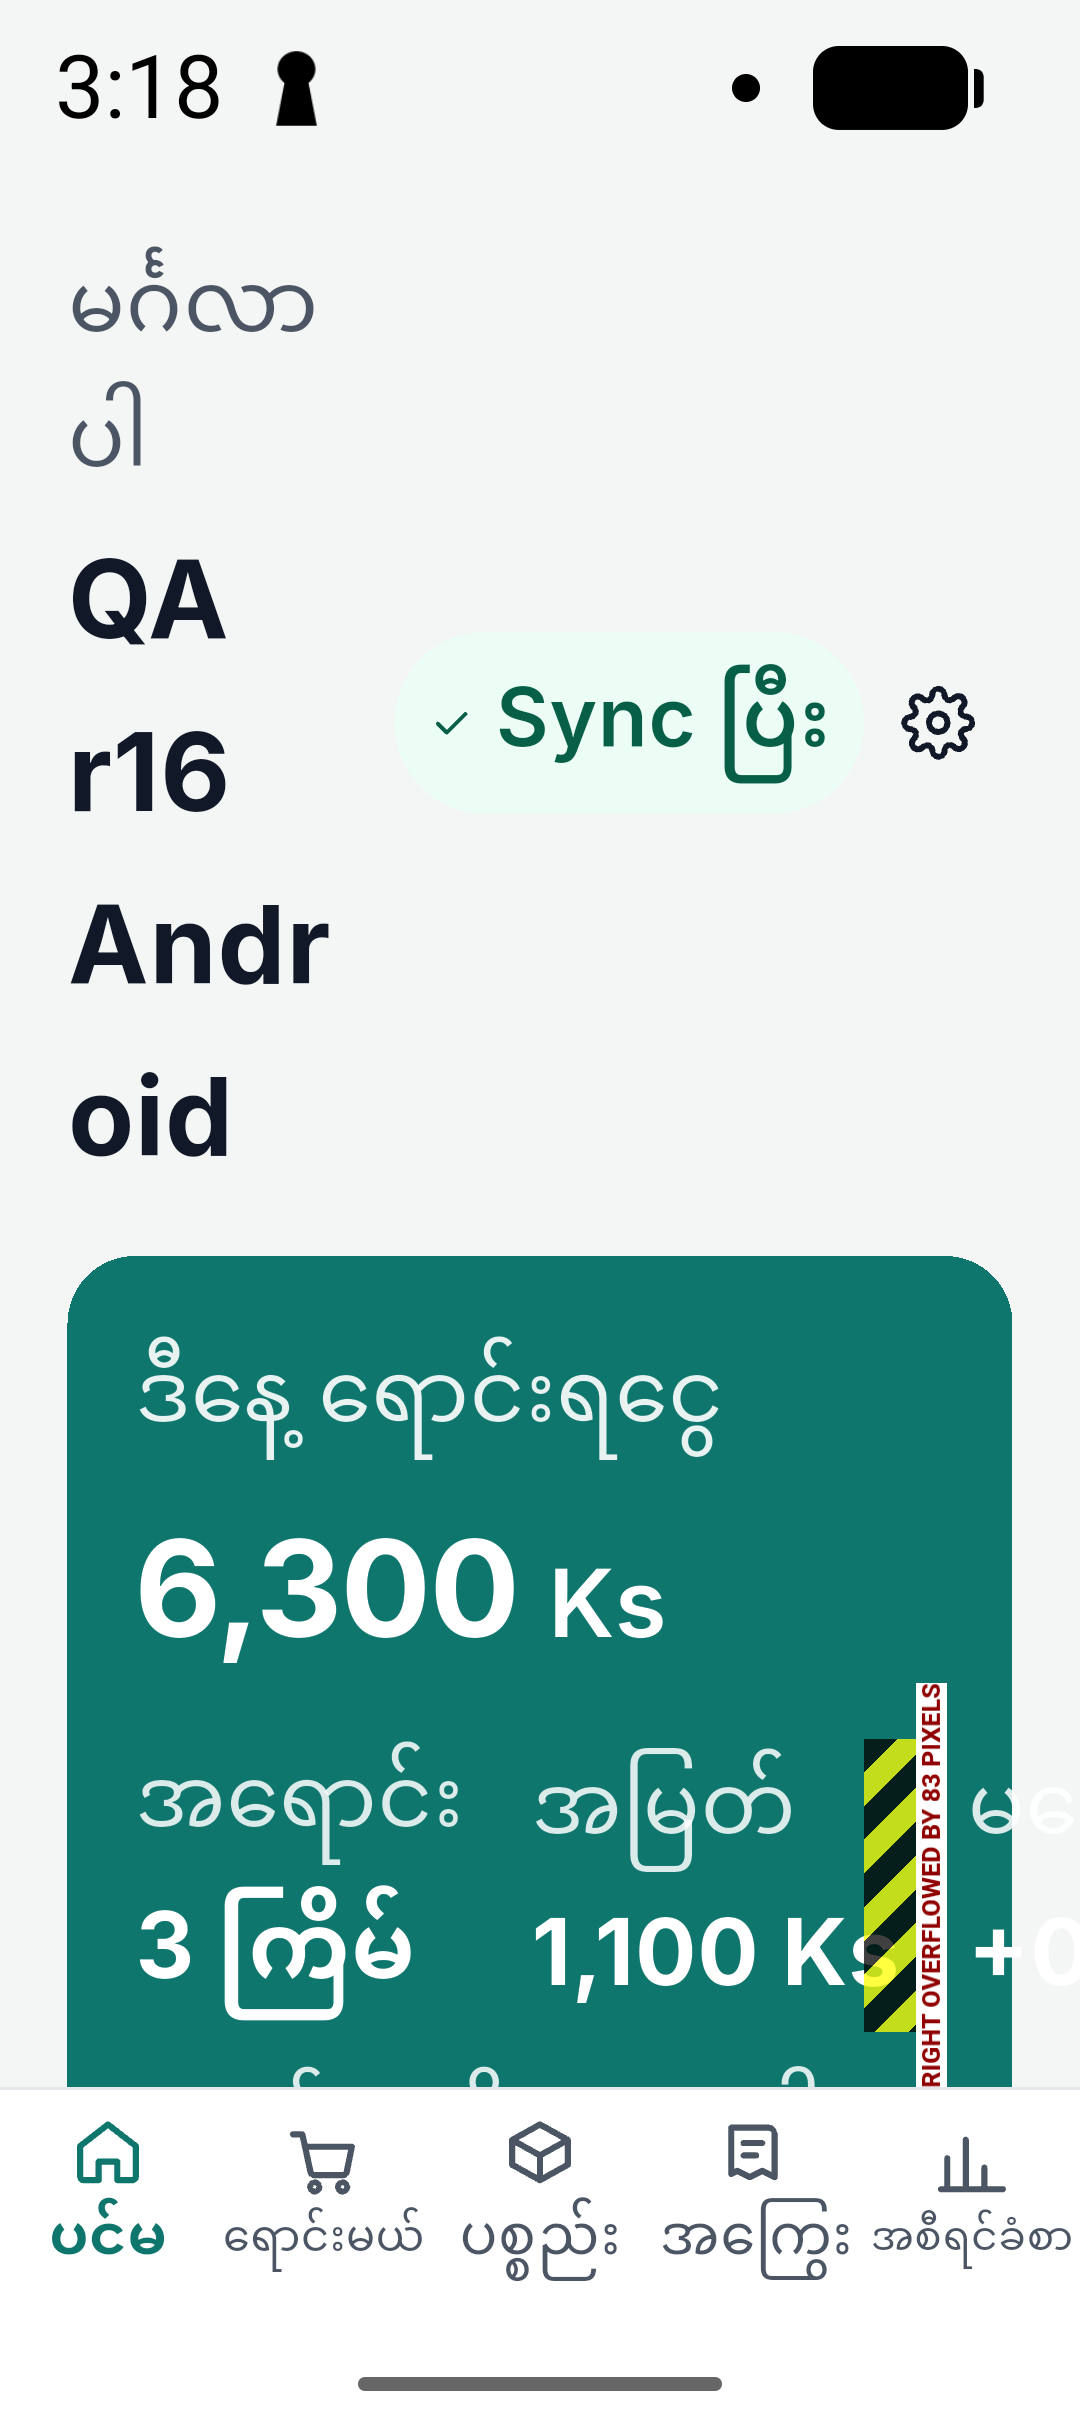 3:18
မင်္ဂလာ
ပါ
QA
r16
Andr
oid
Sync ပြီး
ဒီနေ့ ရောင်းရငွေ
6,300 Ks
အရောင်း
အမြတ်
3 ကြိမ်
1,100 Ks
+0
RIGHT OVERFLOWED BY 83 PIXELS
ပင်မ
ရောင်းမယ်
ပစ္စည်း
အကြွေး
အစီရင်ခံစာ